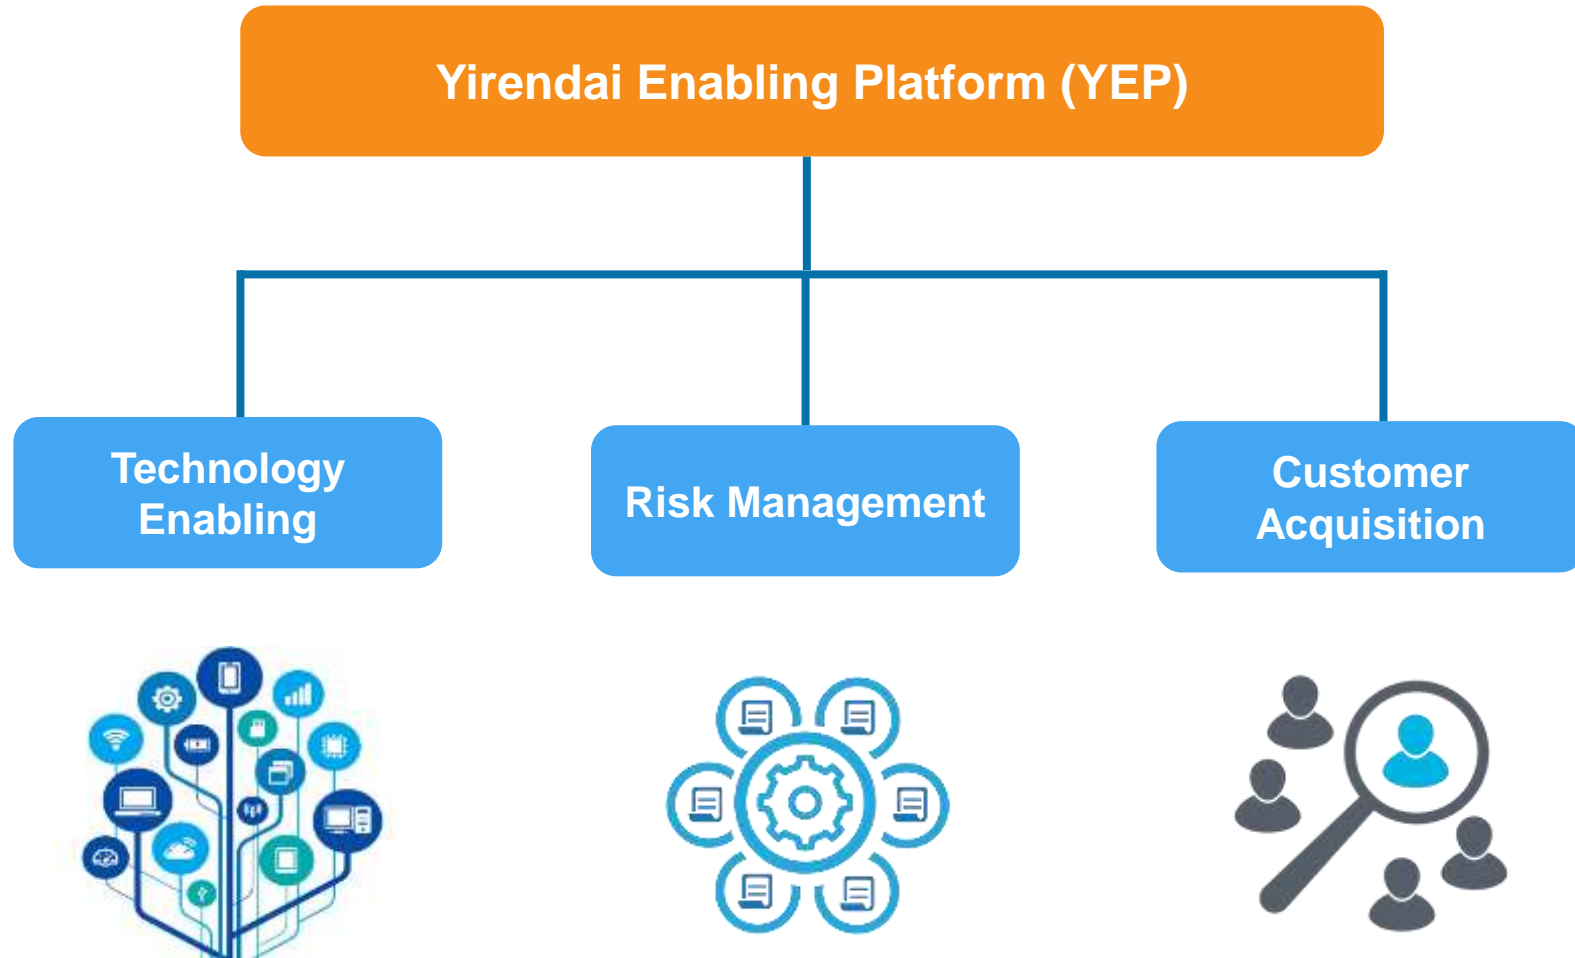 Yirendai Enabling Platform (YEP)
Technology
Enabling
Risk Management
Customer
Acquisition